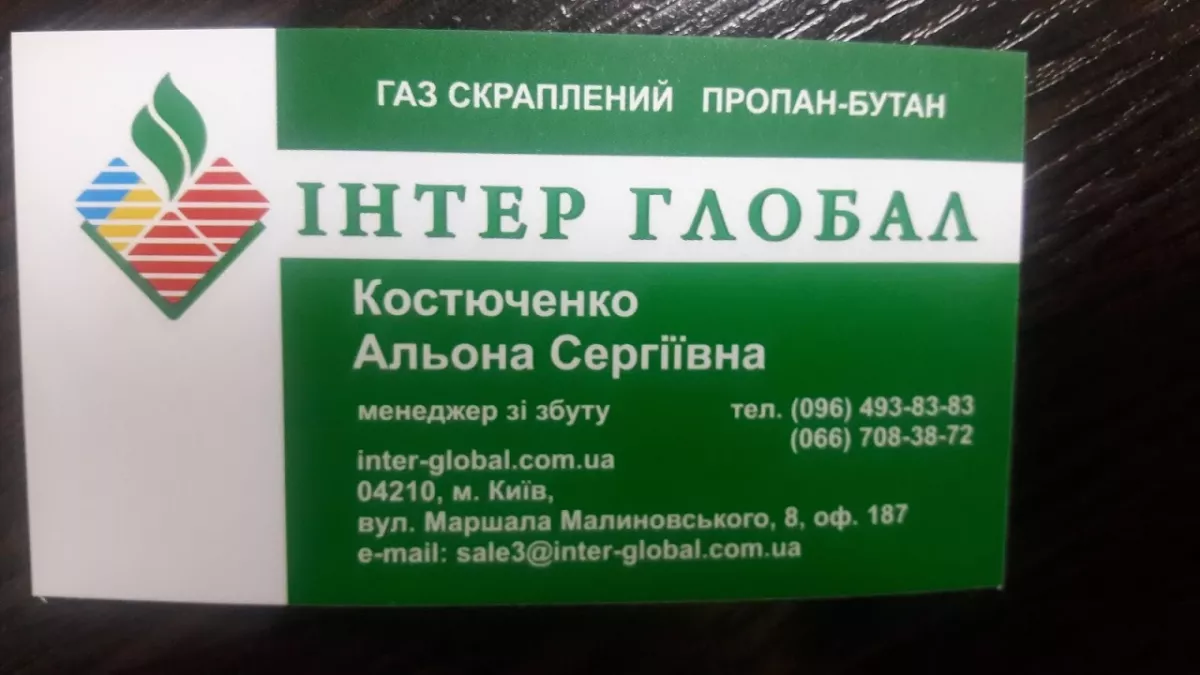 ГАЗ СКРАПЛЕНИЙ ПРОПАН-БУТАН
ІНТЕР ГЛОБАЛ
Костюченко
Альона Сергіївна
менеджер зі збуту
тел. (096) 493-83-83
(066) 708-38-72
inter-global.com.ua
04210, м. Київ,
вул. Маршала Малиновського, 8, оф. 187
e-mail: sale3@inter-global.com.ua